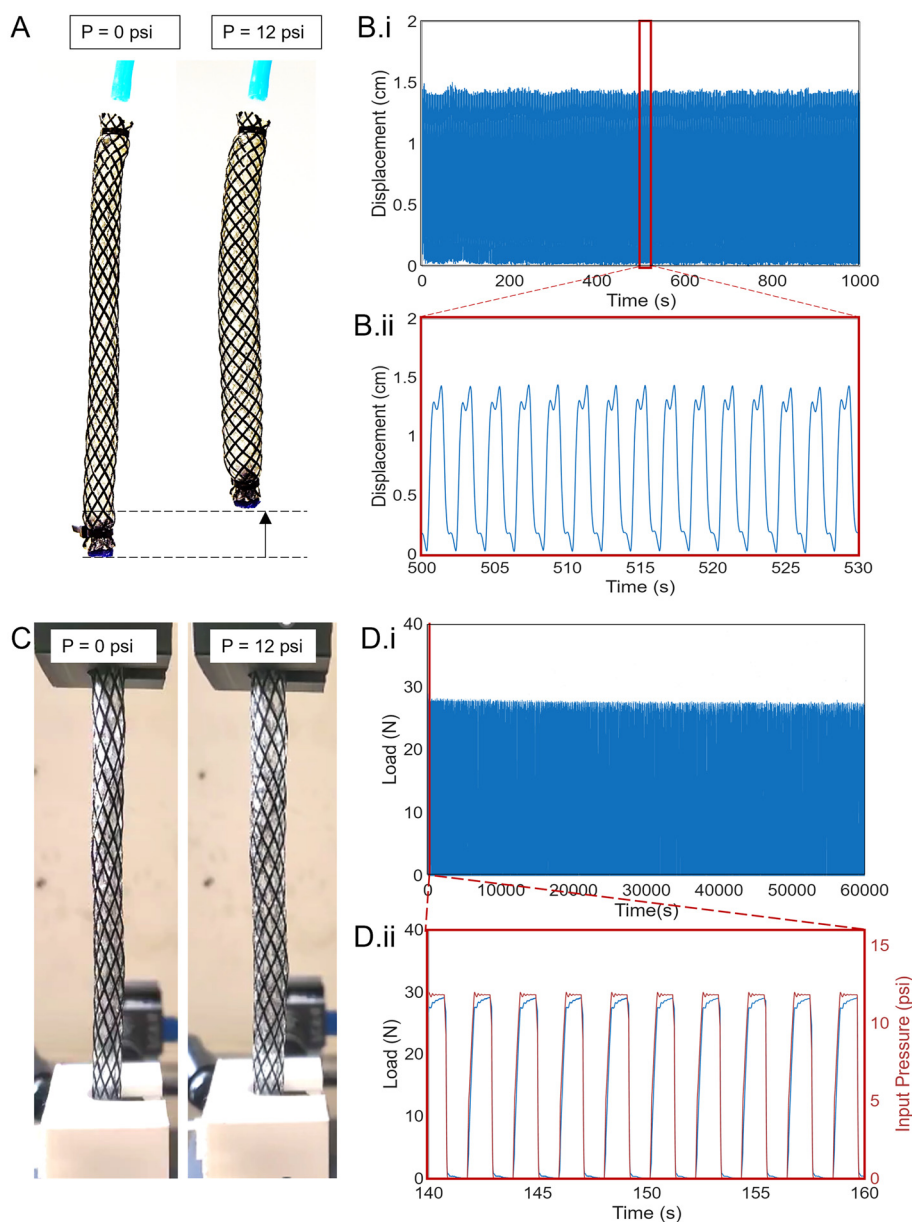 A
P = 0 psi
P = 12 psi
B.i
2
1.5
1
0.5
0
Displacement (cm)
0
200
400
600
800
1000
Time (s)
B.ii
2
1.5
1
0.5
0
Displacement (cm)
500
505
510
515
520
525
530
Time (s)
C
P = 0 psi
P = 12 psi
D.i
40
30
20
10
0
Load (N)
0
10000
20000
30000
40000
50000
60000
Time(s)
D.ii
40
30
20
10
0
Load (N)
15
10
5
0
Input Pressure (psi)
140
145
150
155
160
Time (s)